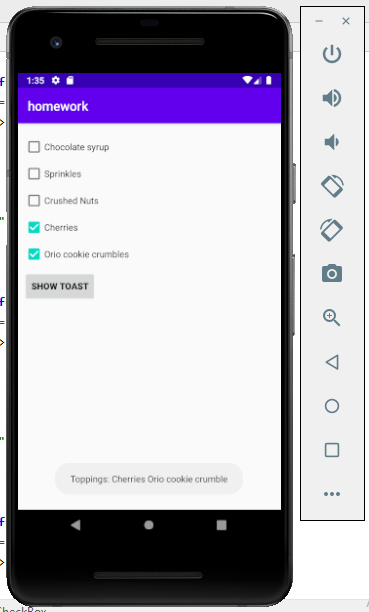 1:35
homework
Chocolate syrup
Sprinkles
Crushed Nuts
Cherries
Orio cookie crumbles
SHOW TOAST
Toppings: Cherries Orio cookie crumble